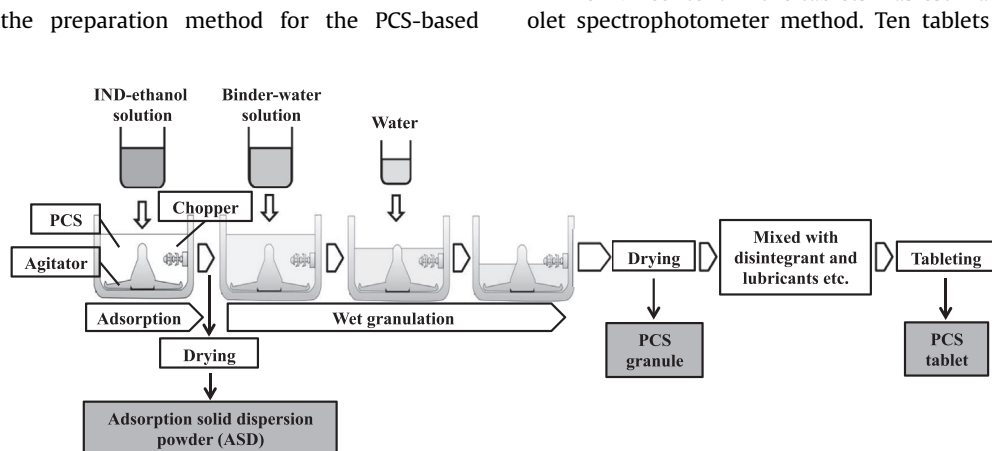 the preparation method for the PCS-based
olet spectrophotometer method. Ten tablets
IND-ethanol
solution
Binder-water
solution
Water
PCS
Chopper
Agitator
Adsorption
Wet granulation
Drying
Adsorption solid dispersion
powder (ASD)
Drying
PCS
granule
Mixed with
disintegrant and
lubricants etc.
Tableting
PCS
tablet